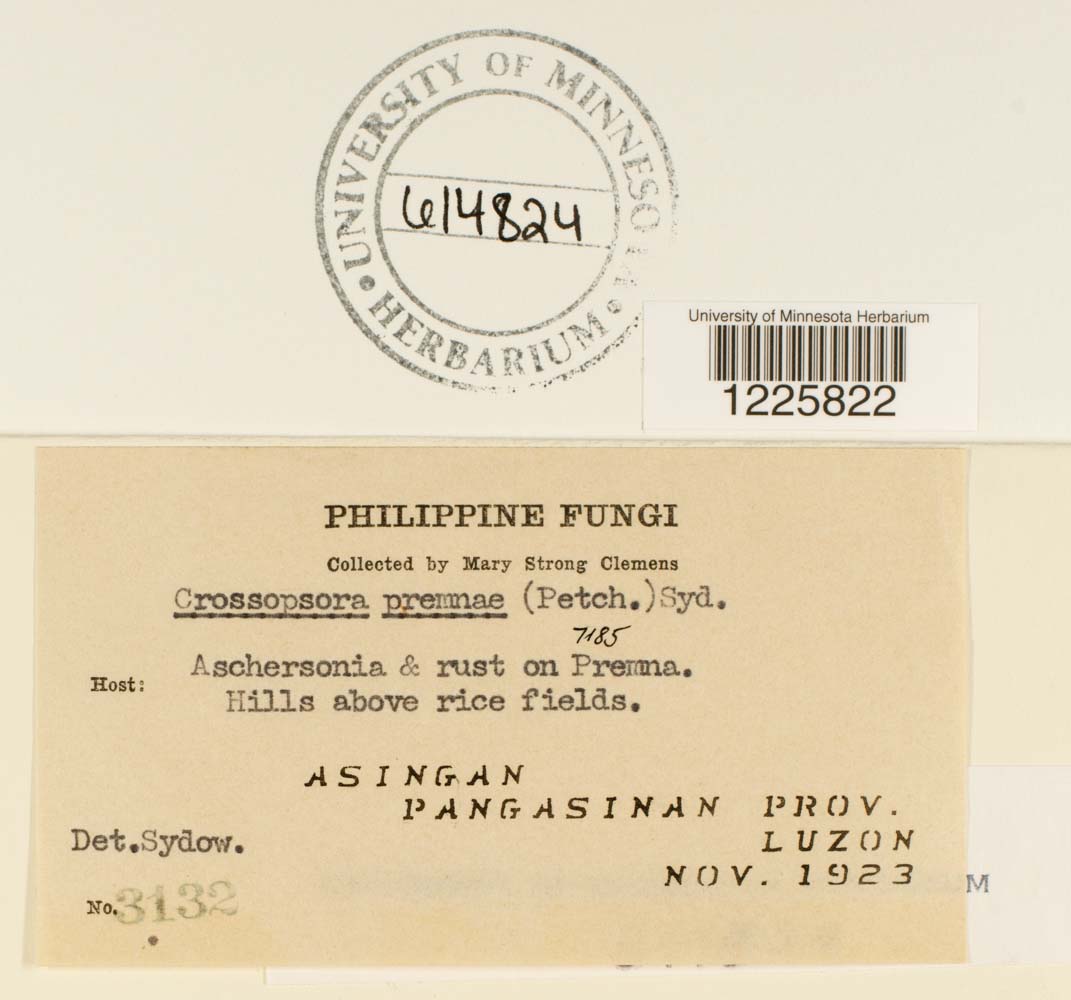 UNIVERSITY OF MINNESOTA
614824
• HERBARIUM •
University of Minnesota Herbarium
1225822
PHILIPPINE FUNGI
Collected by Mary Strong Clemens
Crossopsora premnae (Petch.)Syd.
7185
Host: Aschersonia & rust on Premna.
Hills above rice fields.
ASINGAN
PANGASINAN PROV.
LUZON
Det.Sydow.
NOV. 1923
M
No. 3132